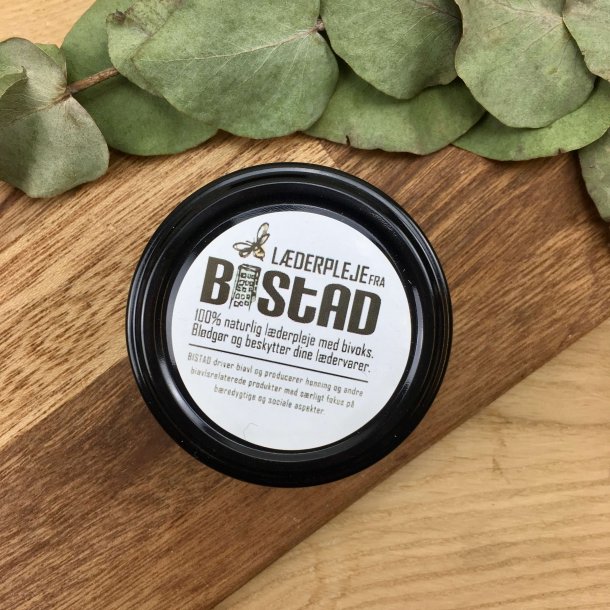 LÆDERPLEJE FRA
BISTAD
100% naturlig læderpleje med bivoks.
Blødgør og beskytter dine lædervarer.
BISTAD driver biavl og producerer honning og andre
biavlsrelaterede produkter med særligt fokus på
bæredygtige og sociale aspekter